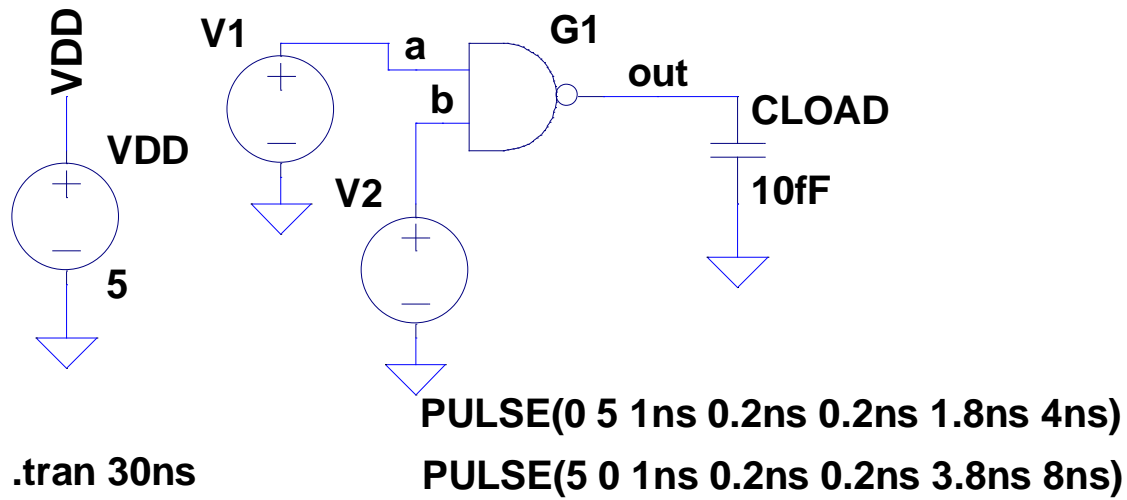 VDD
VDD
5
V1
a
b
G1
out
CLOAD
10fF
V2
PULSE(0 5 1ns 0.2ns 0.2ns 1.8ns 4ns)
.tran 30ns
PULSE(5 0 1ns 0.2ns 0.2ns 3.8ns 8ns)